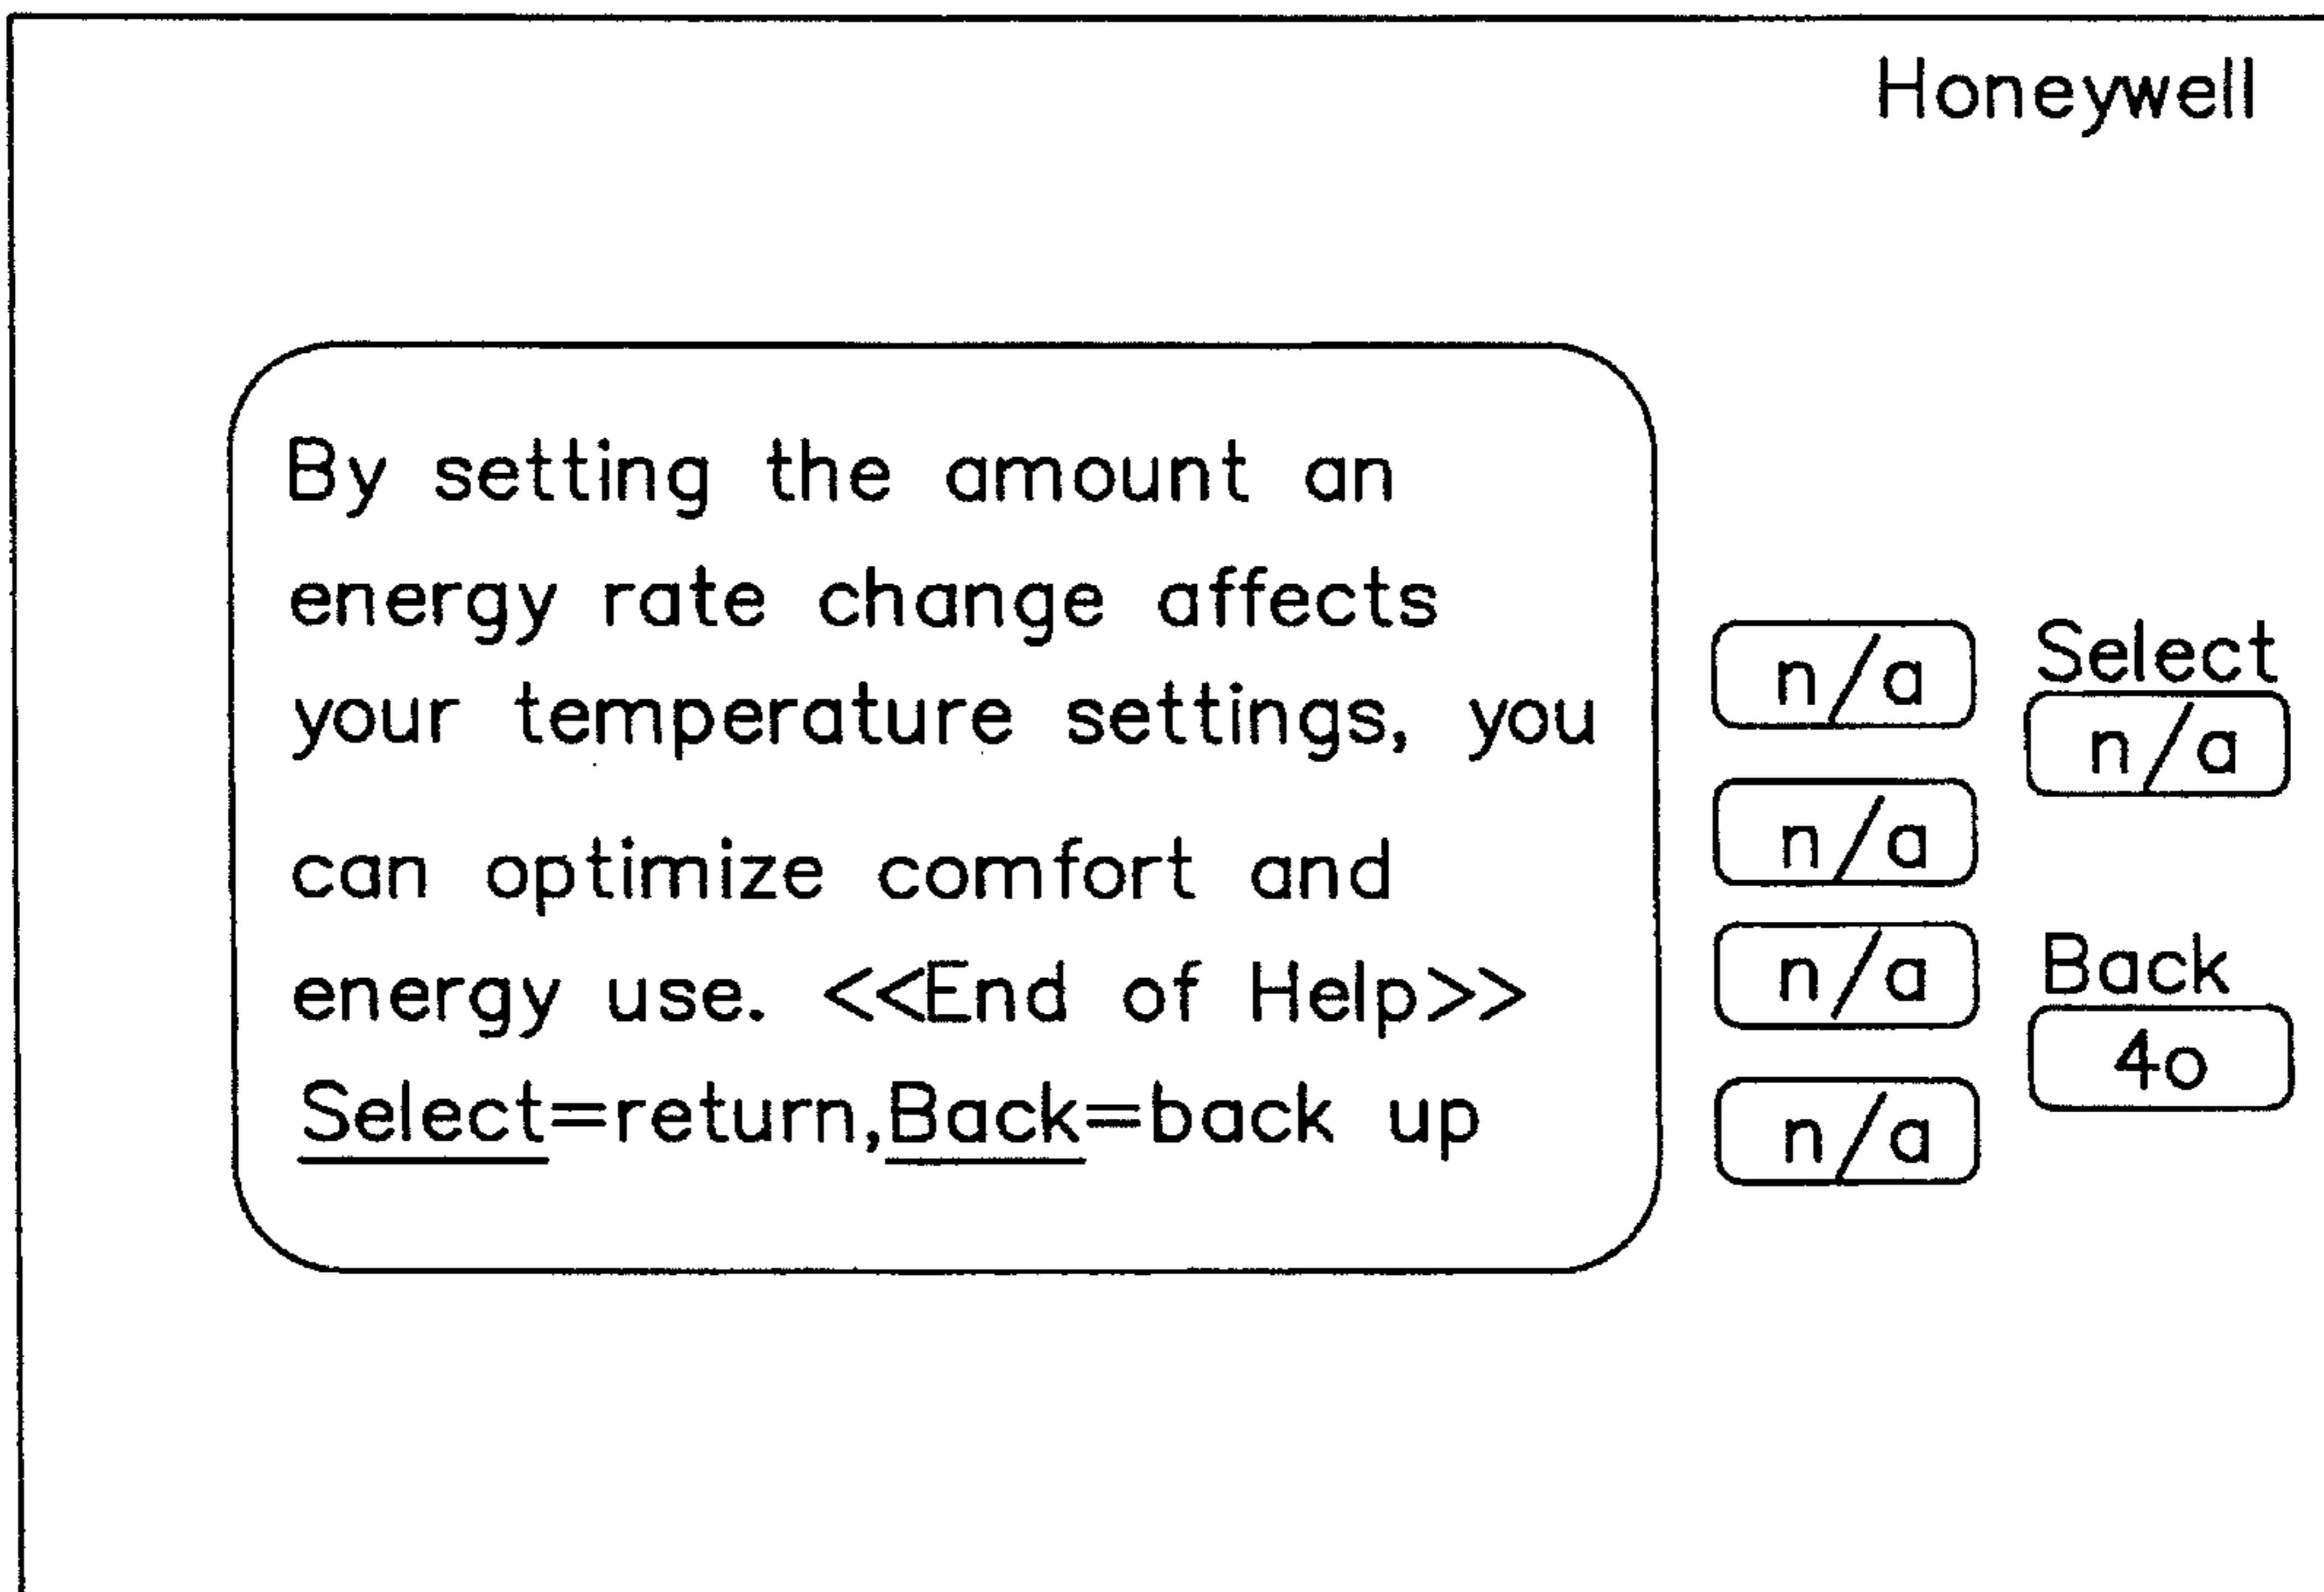 Honeywell
By setting the amount an
energy rate change affects
your temperature settings, you
can optimize comfort and
energy use. <<End of Help>>
Select=return,Back=back up
n/a
n/a
n/a
n/a
Select
n/a
Back
4o